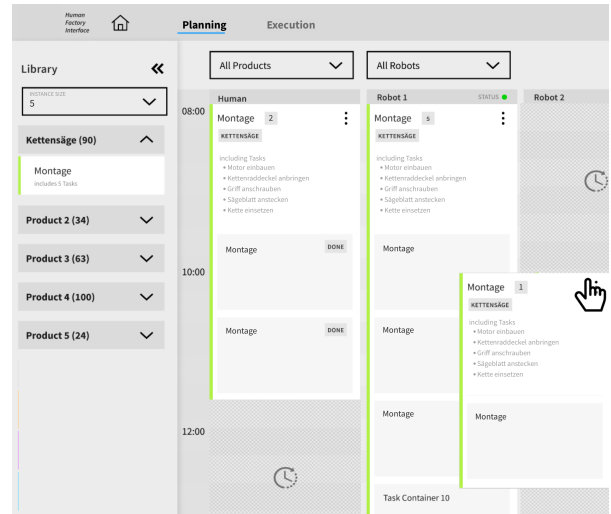 Human
Factory
Interface
Planning
Execution
Library
INSTANCE SIZE
5
Kettensäge (90)
Montage
includes 5 Tasks
Product 2 (34)
Product 3 (63)
Product 4 (100)
Product 5 (24)
All Products
All Robots
08:00
10:00
12:00
Human
Montage 2
KETTENSÄGE
including Tasks
• Motor einbauen
• Kettenraddeckel anbringen
• Griff anschrauben
• Sägeblatt anstecken
• Kette einsetzen
Montage DONE
Montage DONE
Robot 1 STATUS
Montage s
KETTENSÄGE
including Tasks
• Motor einbauen
• Kettenraddeckel anbringen
• Griff anschrauben
• Sägeblatt anstecken
• Kette einsetzen
Montage
Montage
Montage
Task Container 10
Robot 2
Montage 1
KETTENSÄGE
including Tasks
• Motor einbauen
• Kettenraddeckel anbringen
• Griff anschrauben
• Sägeblatt anstecken
• Kette einsetzen
Montage